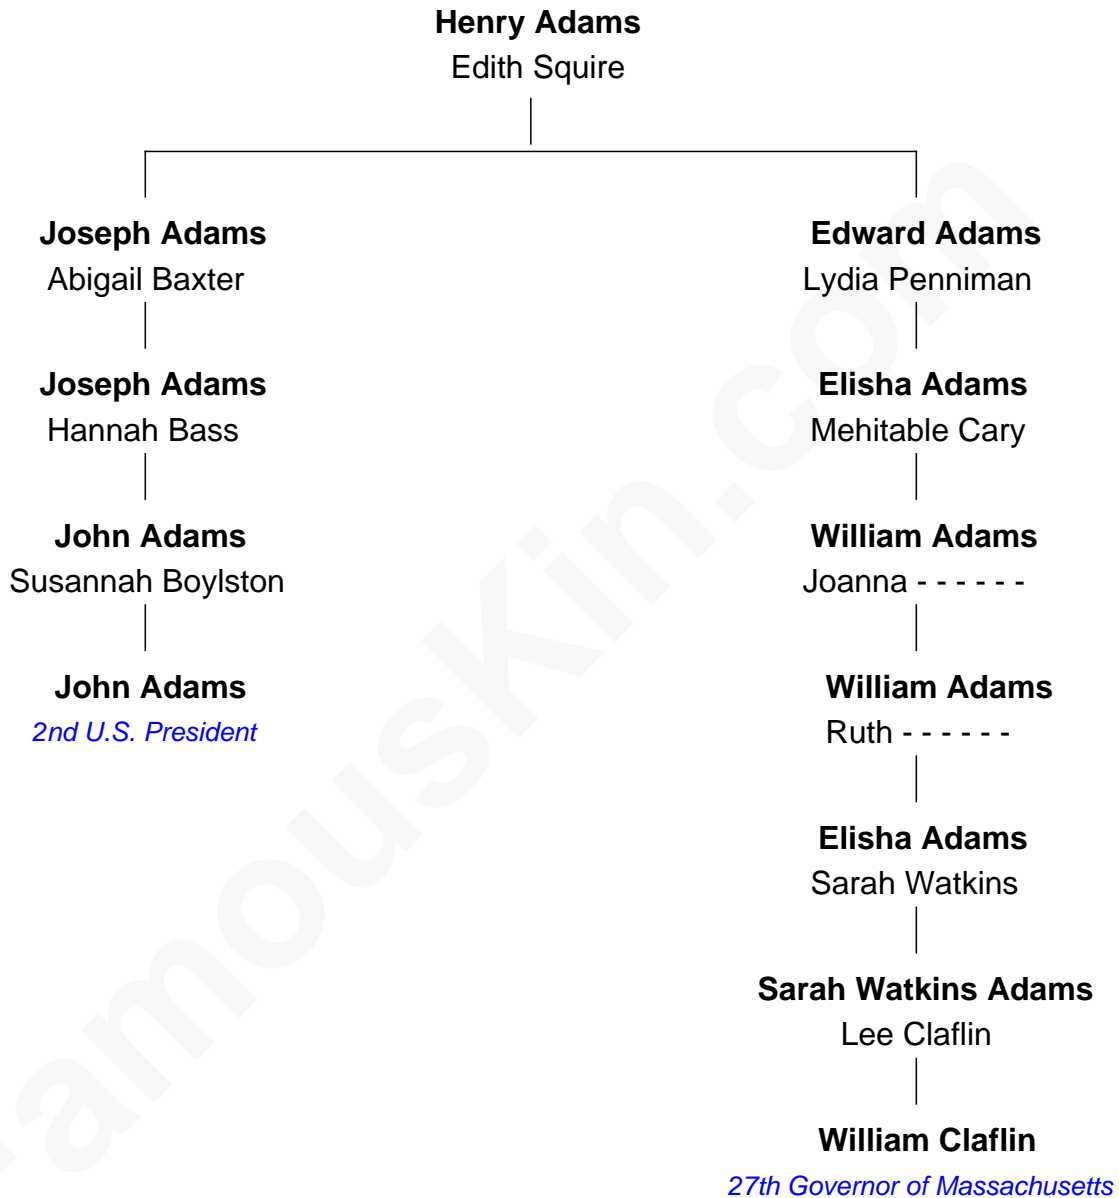 Henry Adams
Edith Squire
Joseph Adams
Abigail Baxter
Edward Adams
Lydia Penniman
Joseph Adams
Hannah Bass
Elisha Adams
Mehitable Cary
John Adams
Susannah Boylston
William Adams
Joanna - - - - - -
John Adams
2nd U.S. President
William Adams
Ruth - - - - - -
Elisha Adams
Sarah Watkins
Sarah Watkins Adams
Lee Claflin
William Claflin
27th Governor of Massachusetts
FamousKin.com